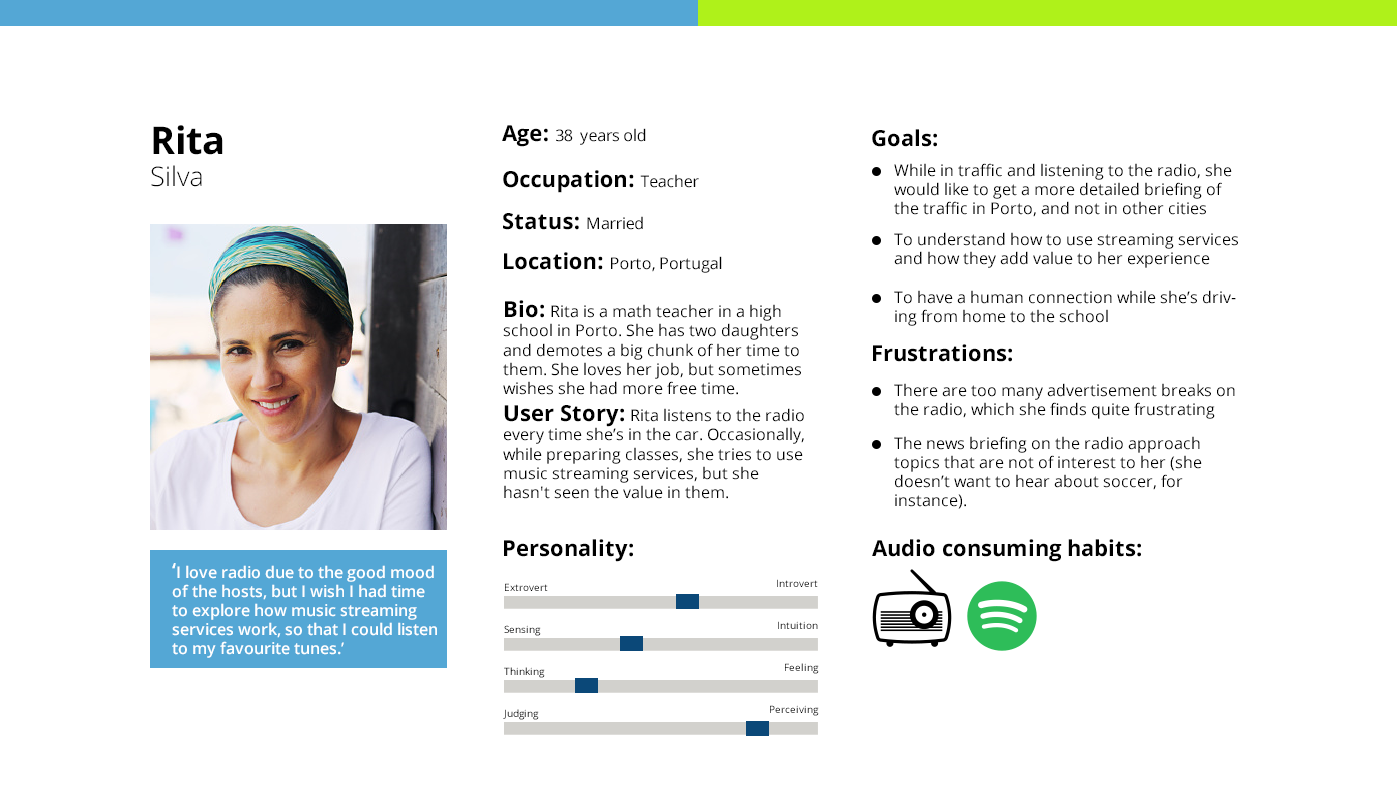 Rita
Silva
‘I love radio due to the good mood
of the hosts, but I wish I had time
to explore how music streaming
services work, so that I could listen
to my favourite tunes.’
Age: 38 years old
Occupation: Teacher
Status: Married
Location: Porto, Portugal
Bio: Rita is a math teacher in a high
school in Porto. She has two daughters
and demotes a big chunk of her time to
them. She loves her job, but sometimes
wishes she had more free time.
User Story: Rita listens to the radio
every time she’s in the car. Occasionally,
while preparing classes, she tries to use
music streaming services, but she
hasn't seen the value in them.
Personality:
Extrovert Introvert
Sensing Intuition
Thinking Feeling
Judging Perceiving
Goals:
● While in traffic and listening to the radio, she
would like to get a more detailed briefing of
the traffic in Porto, and not in other cities
● To understand how to use streaming services
and how they add value to her experience
● To have a human connection while she’s driv-
ing from home to the school
Frustrations:
● There are too many advertisement breaks on
the radio, which she finds quite frustrating
● The news briefing on the radio approach
topics that are not of interest to her (she
doesn’t want to hear about soccer, for
instance).
Audio consuming habits: